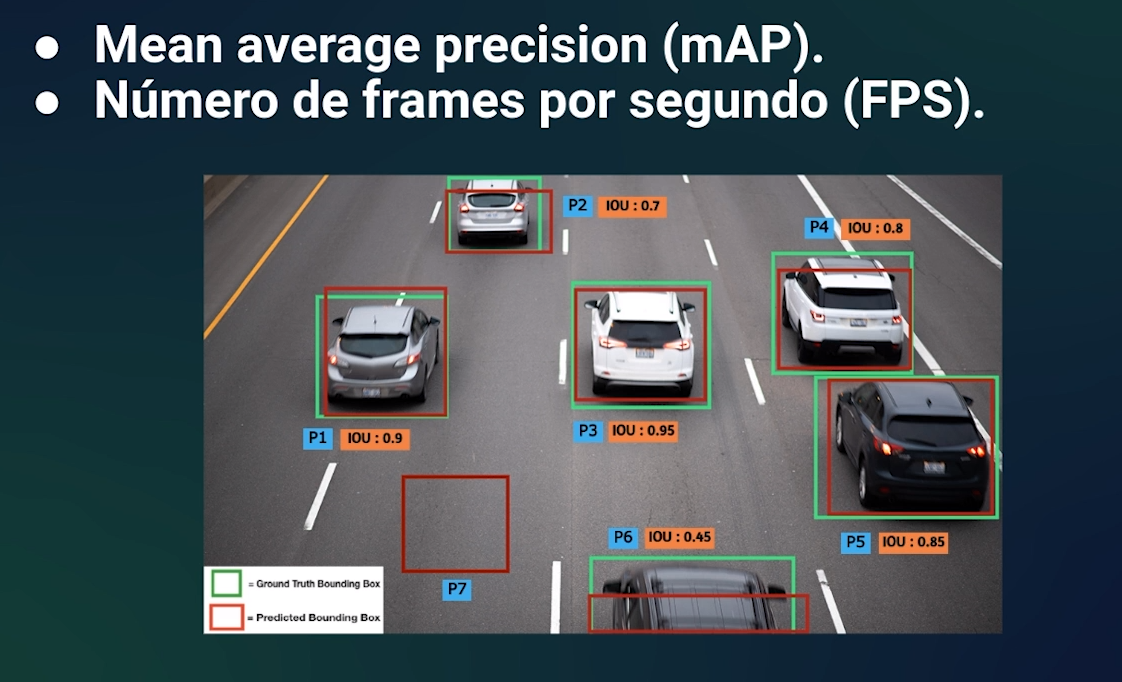 ● Mean average precision (mAP).
● Número de frames por segundo (FPS).
P2 IOU : 0.7
P4 IOU : 0.8
P1 IOU : 0.9
P3 IOU : 0.95
P6 IOU : 0.45
P5 IOU : 0.85
P7
= Ground Truth Bounding Box
= Predicted Bounding Box